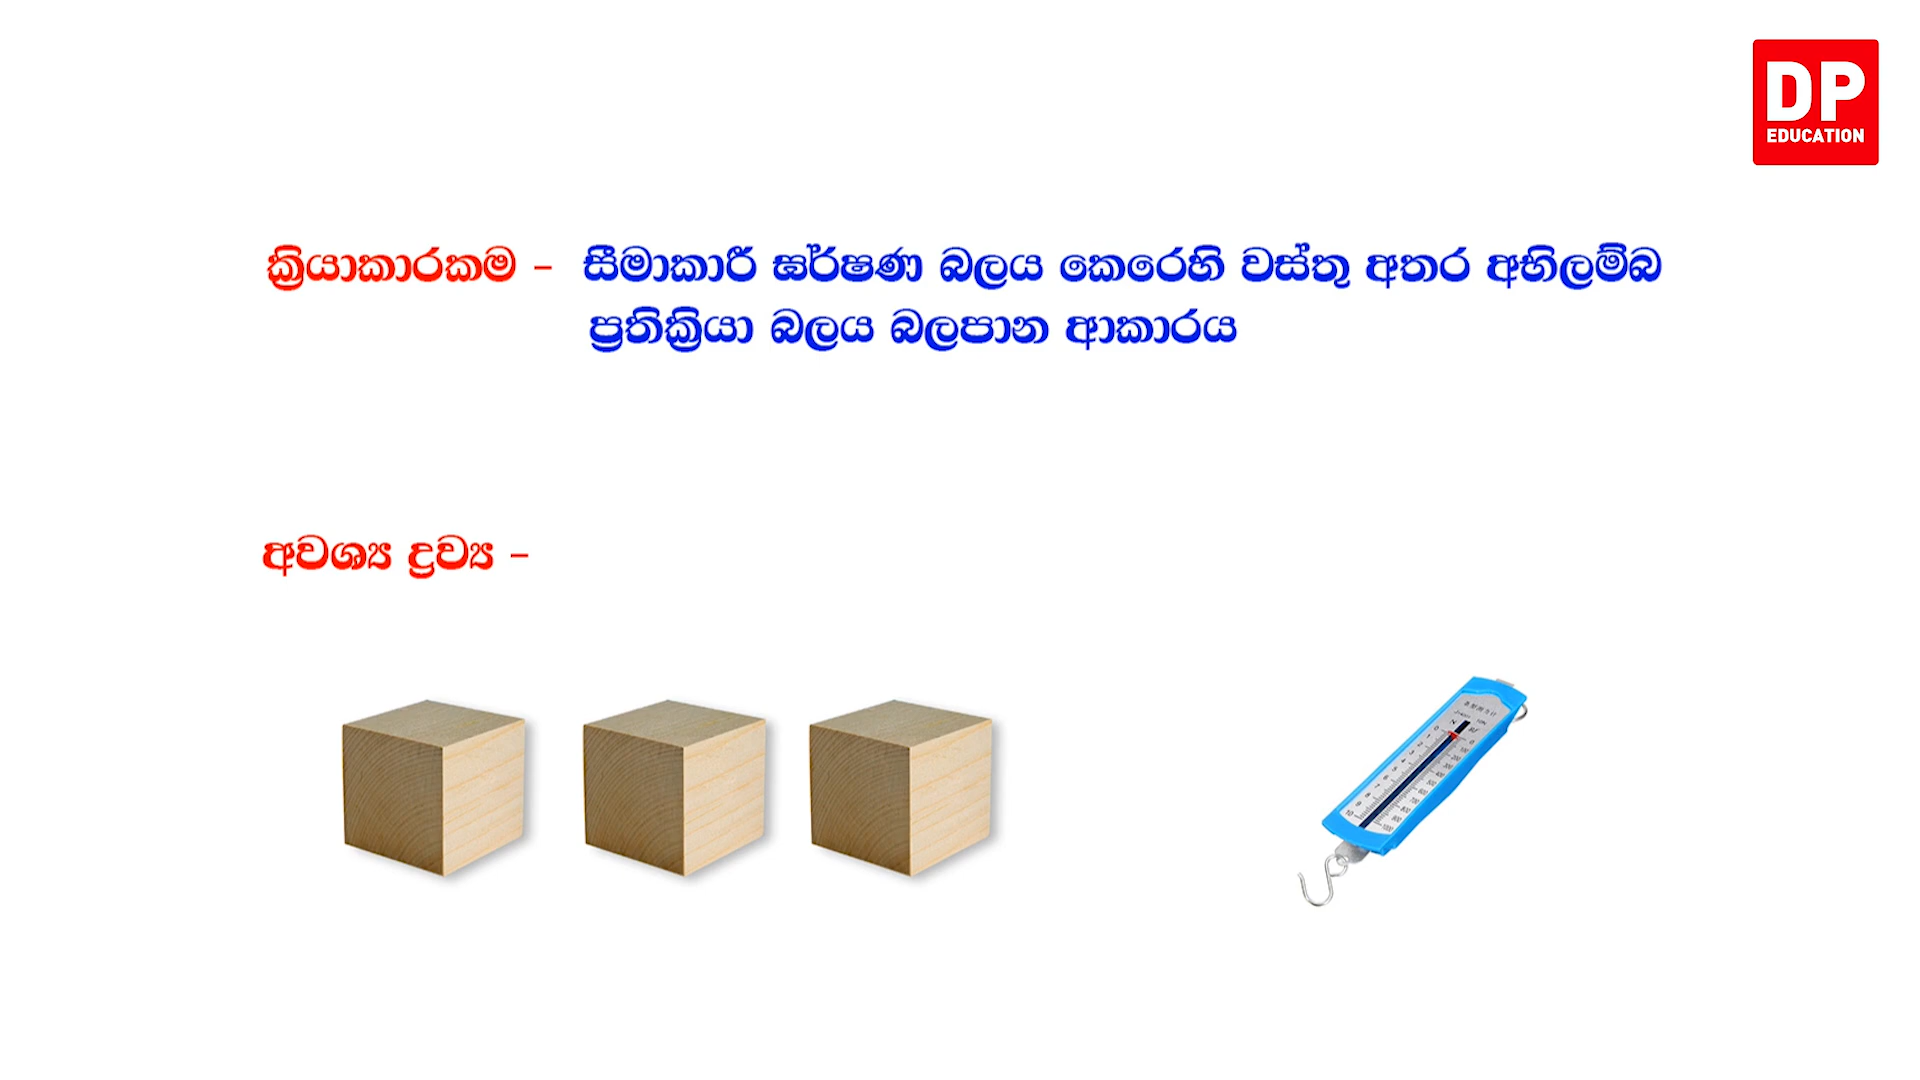 DP
EDUCATION
ක්‍රියාකාරකම - සීමාකාරී ඝර්ෂණ බලය කෙරෙහි වස්තු අතර අභිලම්බ
ප්‍රතික්‍රියා බලය බලපාන ආකාරය
අවශ්‍ය ද්‍රව්‍ය -